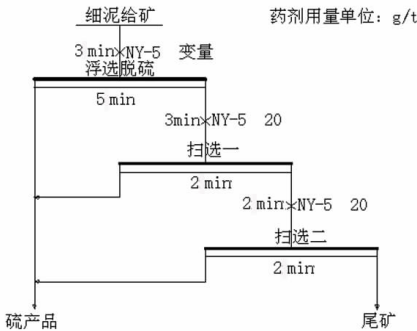 细泥给矿
药剂用量单位：g/t
3 min NY-5 变量
浮选脱硫
5 min
3min NY-5 20
扫选一
2 min
2 min NY-5 20
扫选二
2 min
硫产品
尾矿